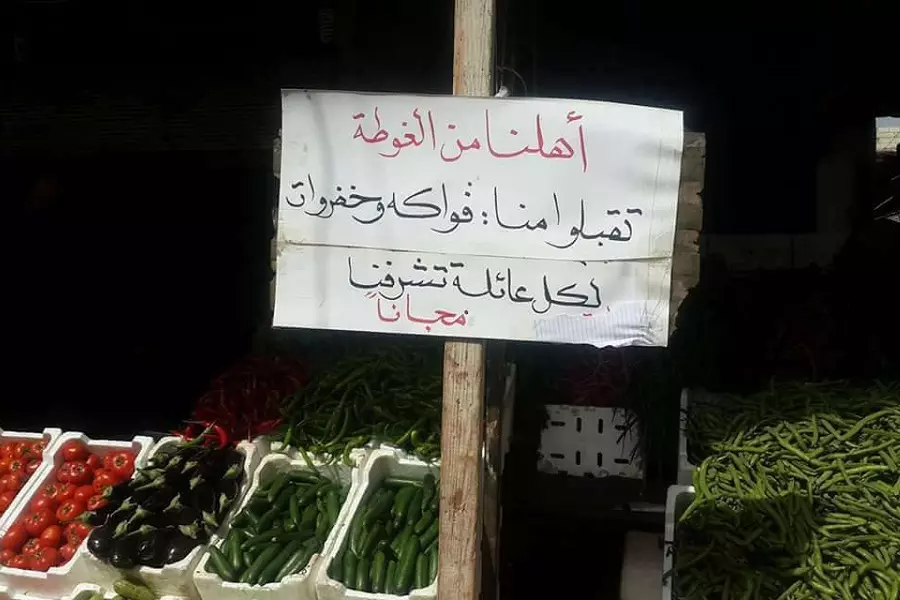 أهلنا من الغوطة
تقبلوا منا: فواكه وخضروات
لكل عائلة تشرفنا
مجاناً